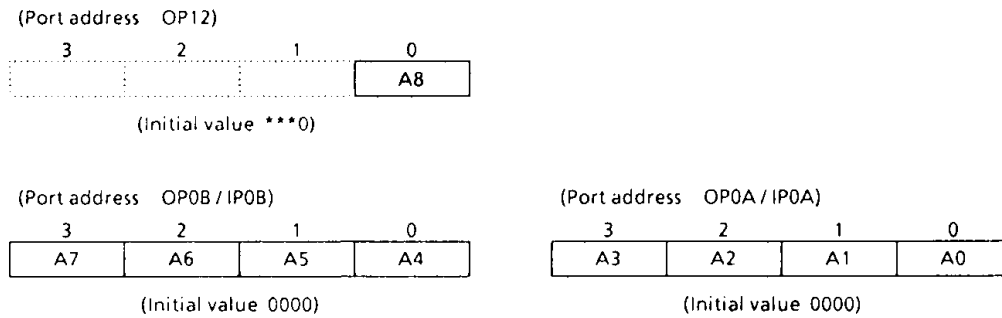 (Port address OP12)
3 2 1 0
A8
(Initial value ***0)
(Port address OP0B / IP0B)
3 2 1 0
A7 A6 A5 A4
(Initial value 0000)
(Port address OP0A / IP0A)
3 2 1 0
A3 A2 A1 A0
(Initial value 0000)